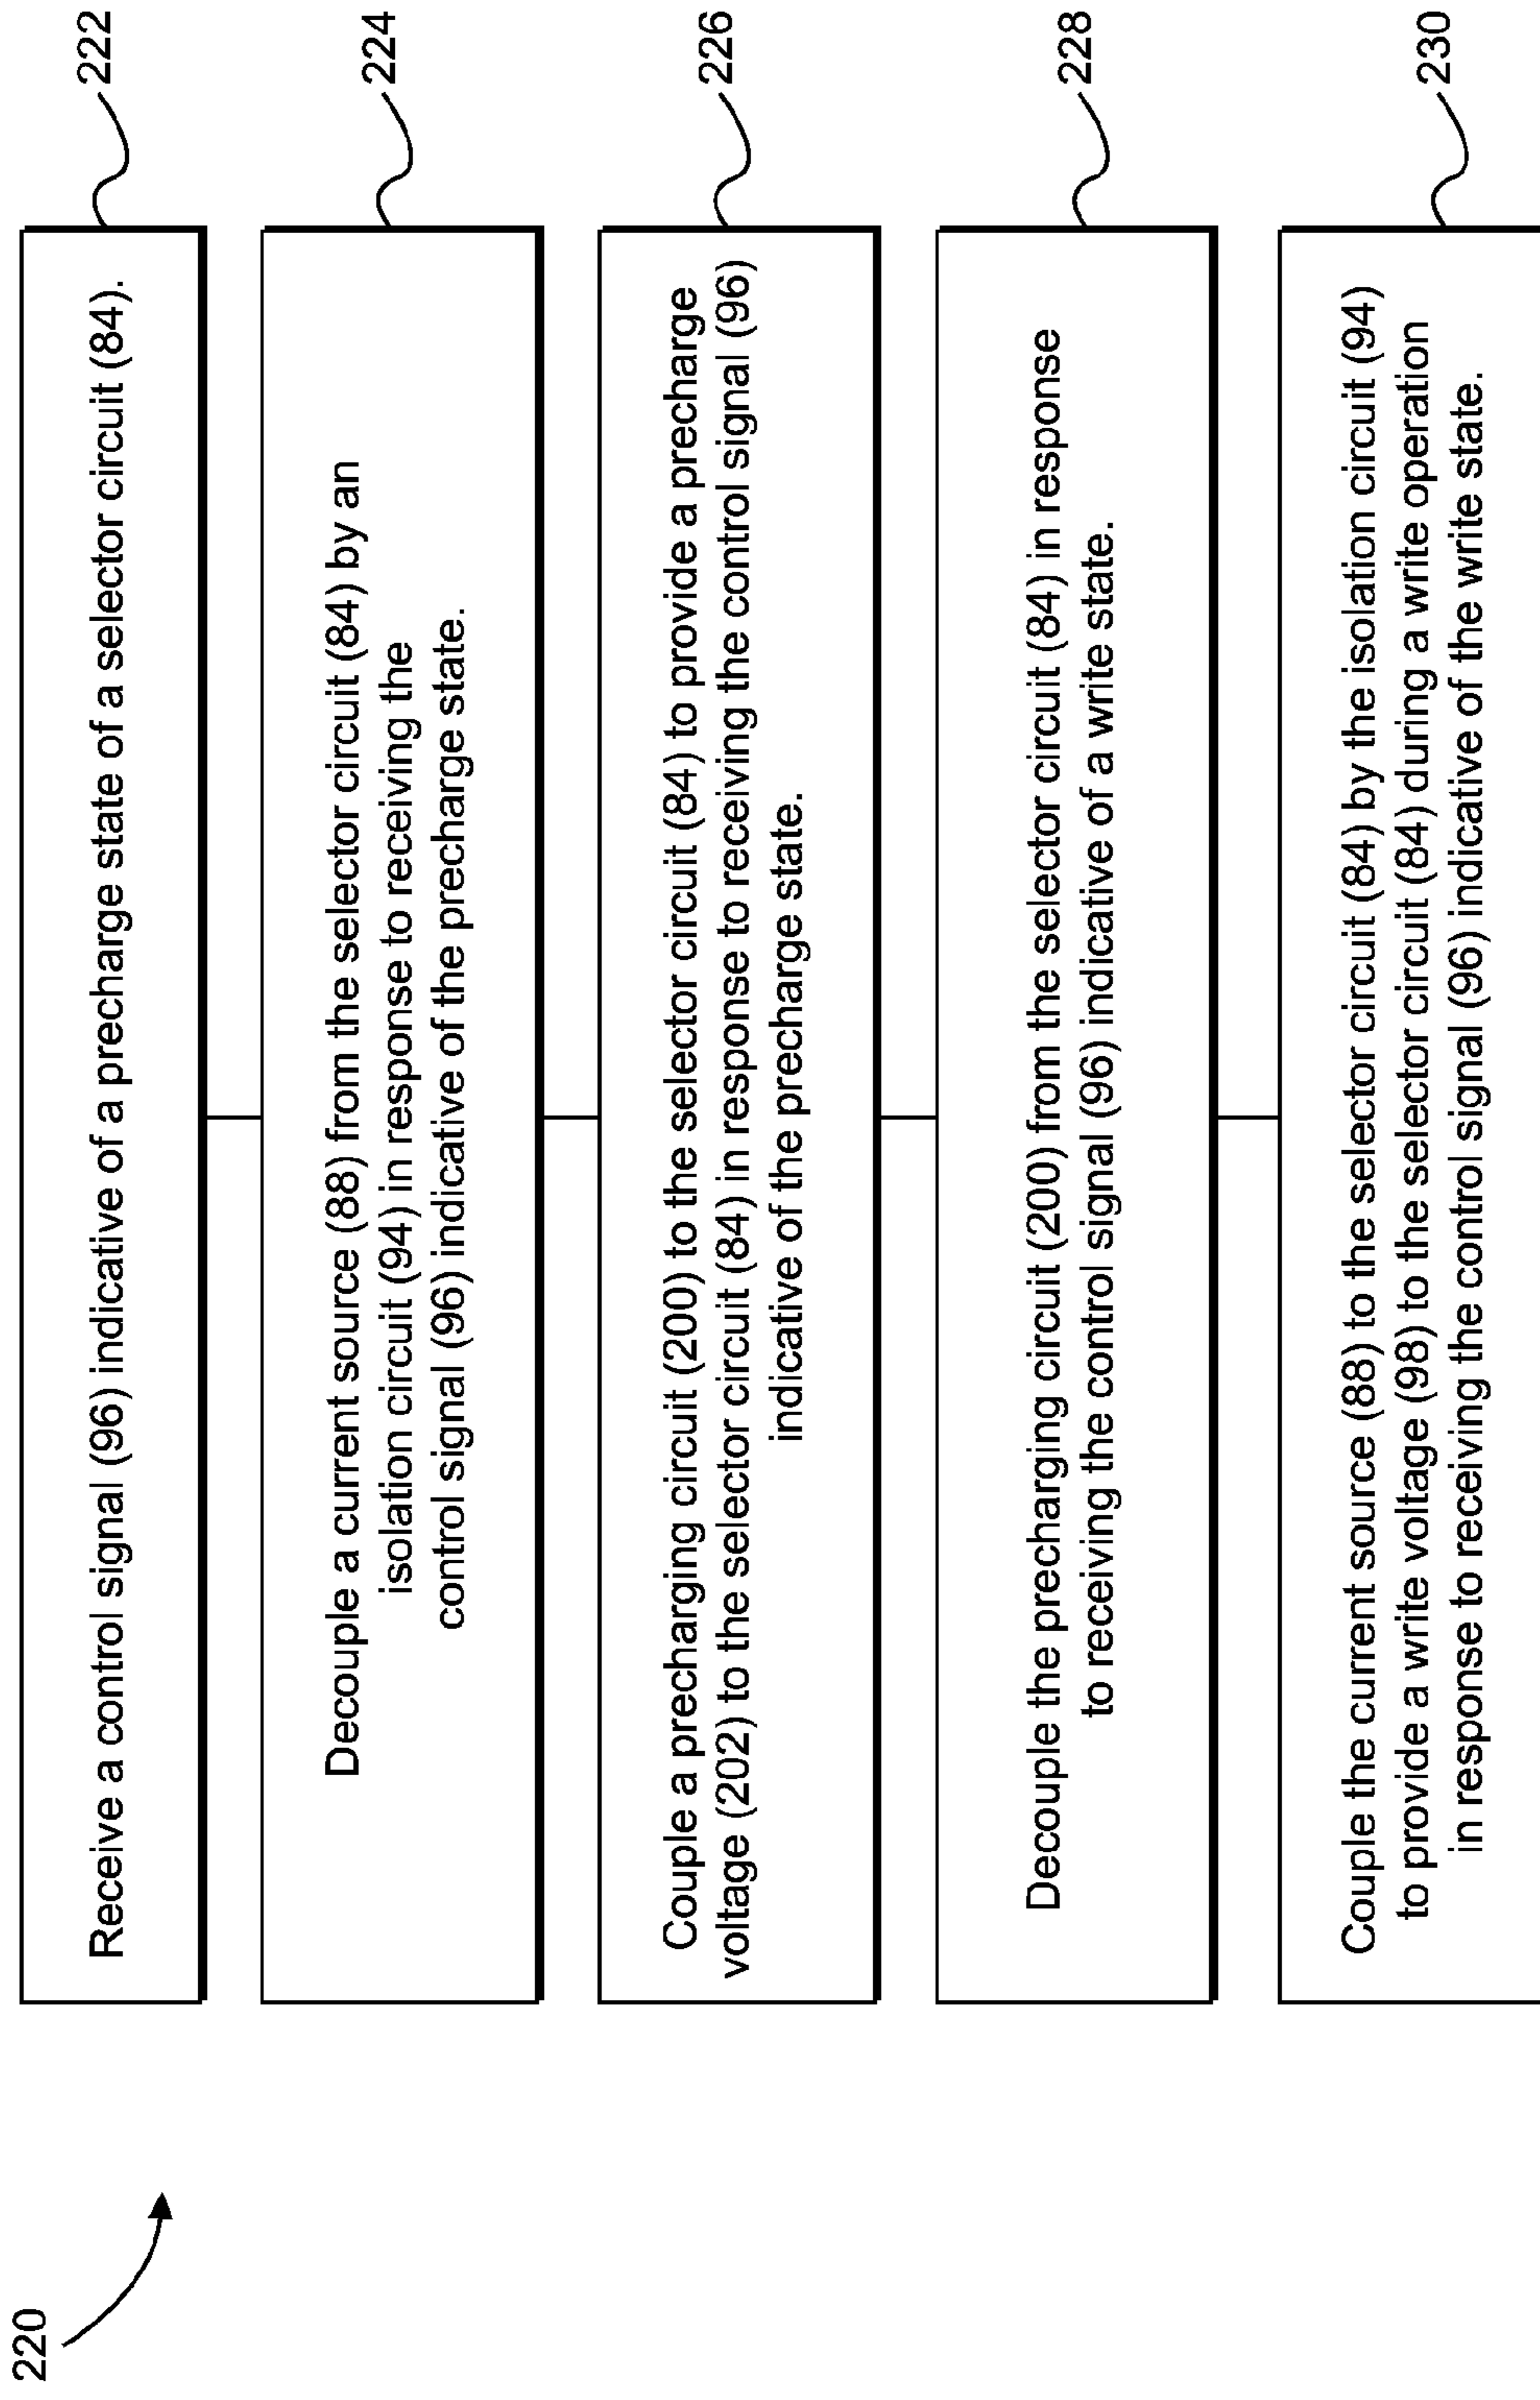 220
Receive a control signal (96) indicative of a precharge state of a selector circuit (84).
222
Decouple a current source (88) from the selector circuit (84) by an
isolation circuit (94) in response to receiving the
control signal (96) indicative of the precharge state.
224
Couple a precharging circuit (200) to the selector circuit (84) to provide a precharge
voltage (202) to the selector circuit (84) in response to receiving the control signal (96)
indicative of the precharge state.
226
Decouple the precharging circuit (200) from the selector circuit (84) in response
to receiving the control signal (96) indicative of a write state.
228
Couple the current source (88) to the selector circuit (84) by the isolation circuit (94)
to provide a write voltage (98) to the selector circuit (84) during a write operation
in response to receiving the control signal (96) indicative of the write state.
230